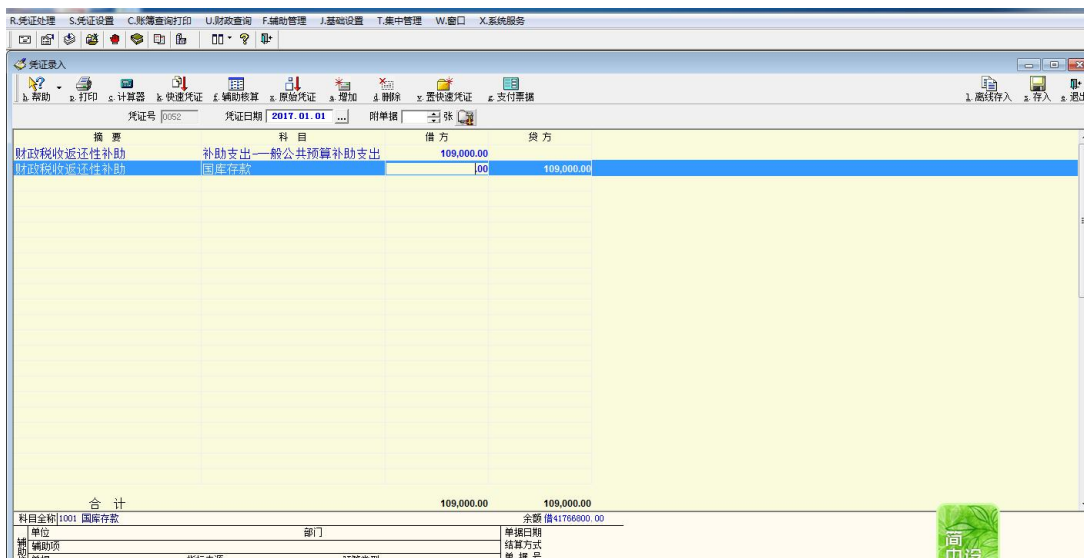 R.凭证处理 S.凭证设置 C.账簿查询打印 U.财政查询 F.辅助管理 J.基础设置 T.集中管理 W.窗口 X.系统服务
凭证录入
h.帮助 p.打印 c.计算器 k.快速凭证 f.辅助核算 z.原始凭证 a.增加 d.删除 y.置快速凭证 g.支付票据 l.离线存入 s.存入 e.退出
凭证号 0052 凭证日期 2017.01.01 ... 附单据 张
摘 要 科 目 借 方 贷 方
财政税收返还性补助 补助支出-一般公共预算补助支出 109,000.00
财政税收返还性补助 国库存款 .00 109,000.00
合 计 109,000.00 109,000.00
科目全称 1001 国库存款 余额 借41766800.00
单位 部门 单据日期
辅助 辅助项 结算方式
单据号
简